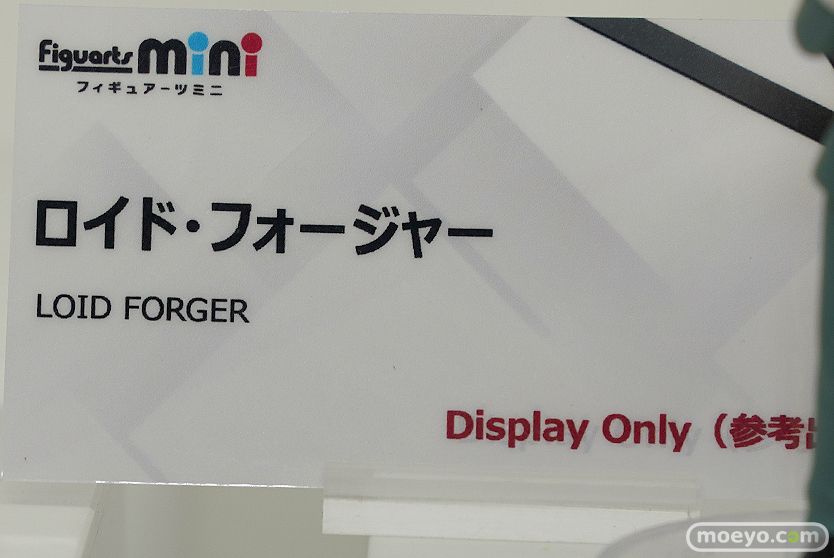 Figuarts mini
フィギュアーツミニ
ロイド・フォージャー
LOID FORGER
Display Only（参考出
moeyo.com